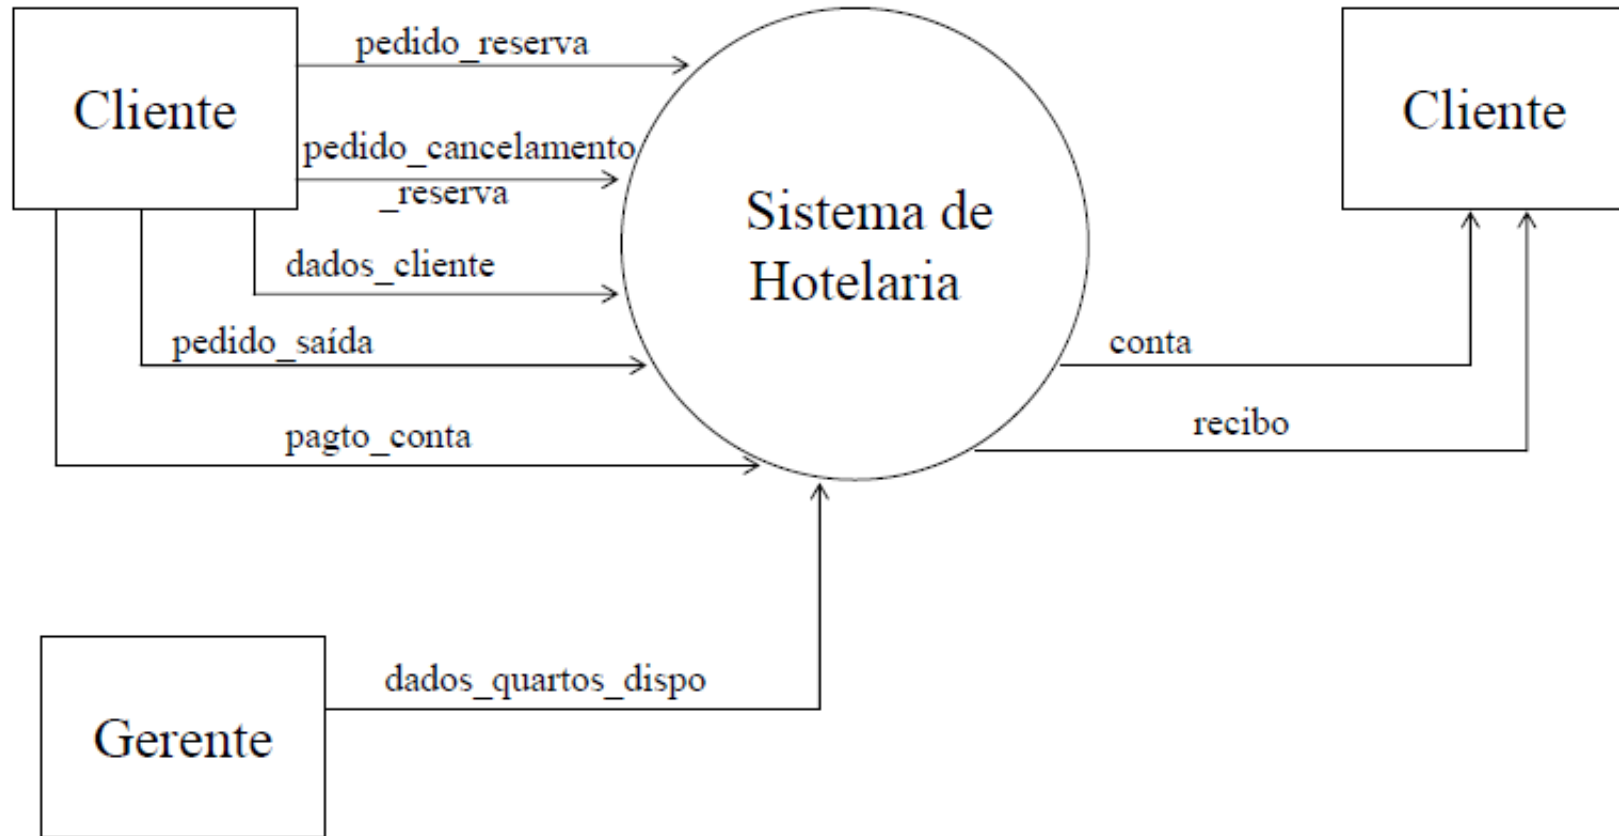 pedido_reserva
Cliente
Cliente
pedido_cancelamento
_reserva
Sistema de
Hotelaria
dados_cliente
pedido_saída
conta
pagto_conta
recibo
dados_quartos_dispo
Gerente